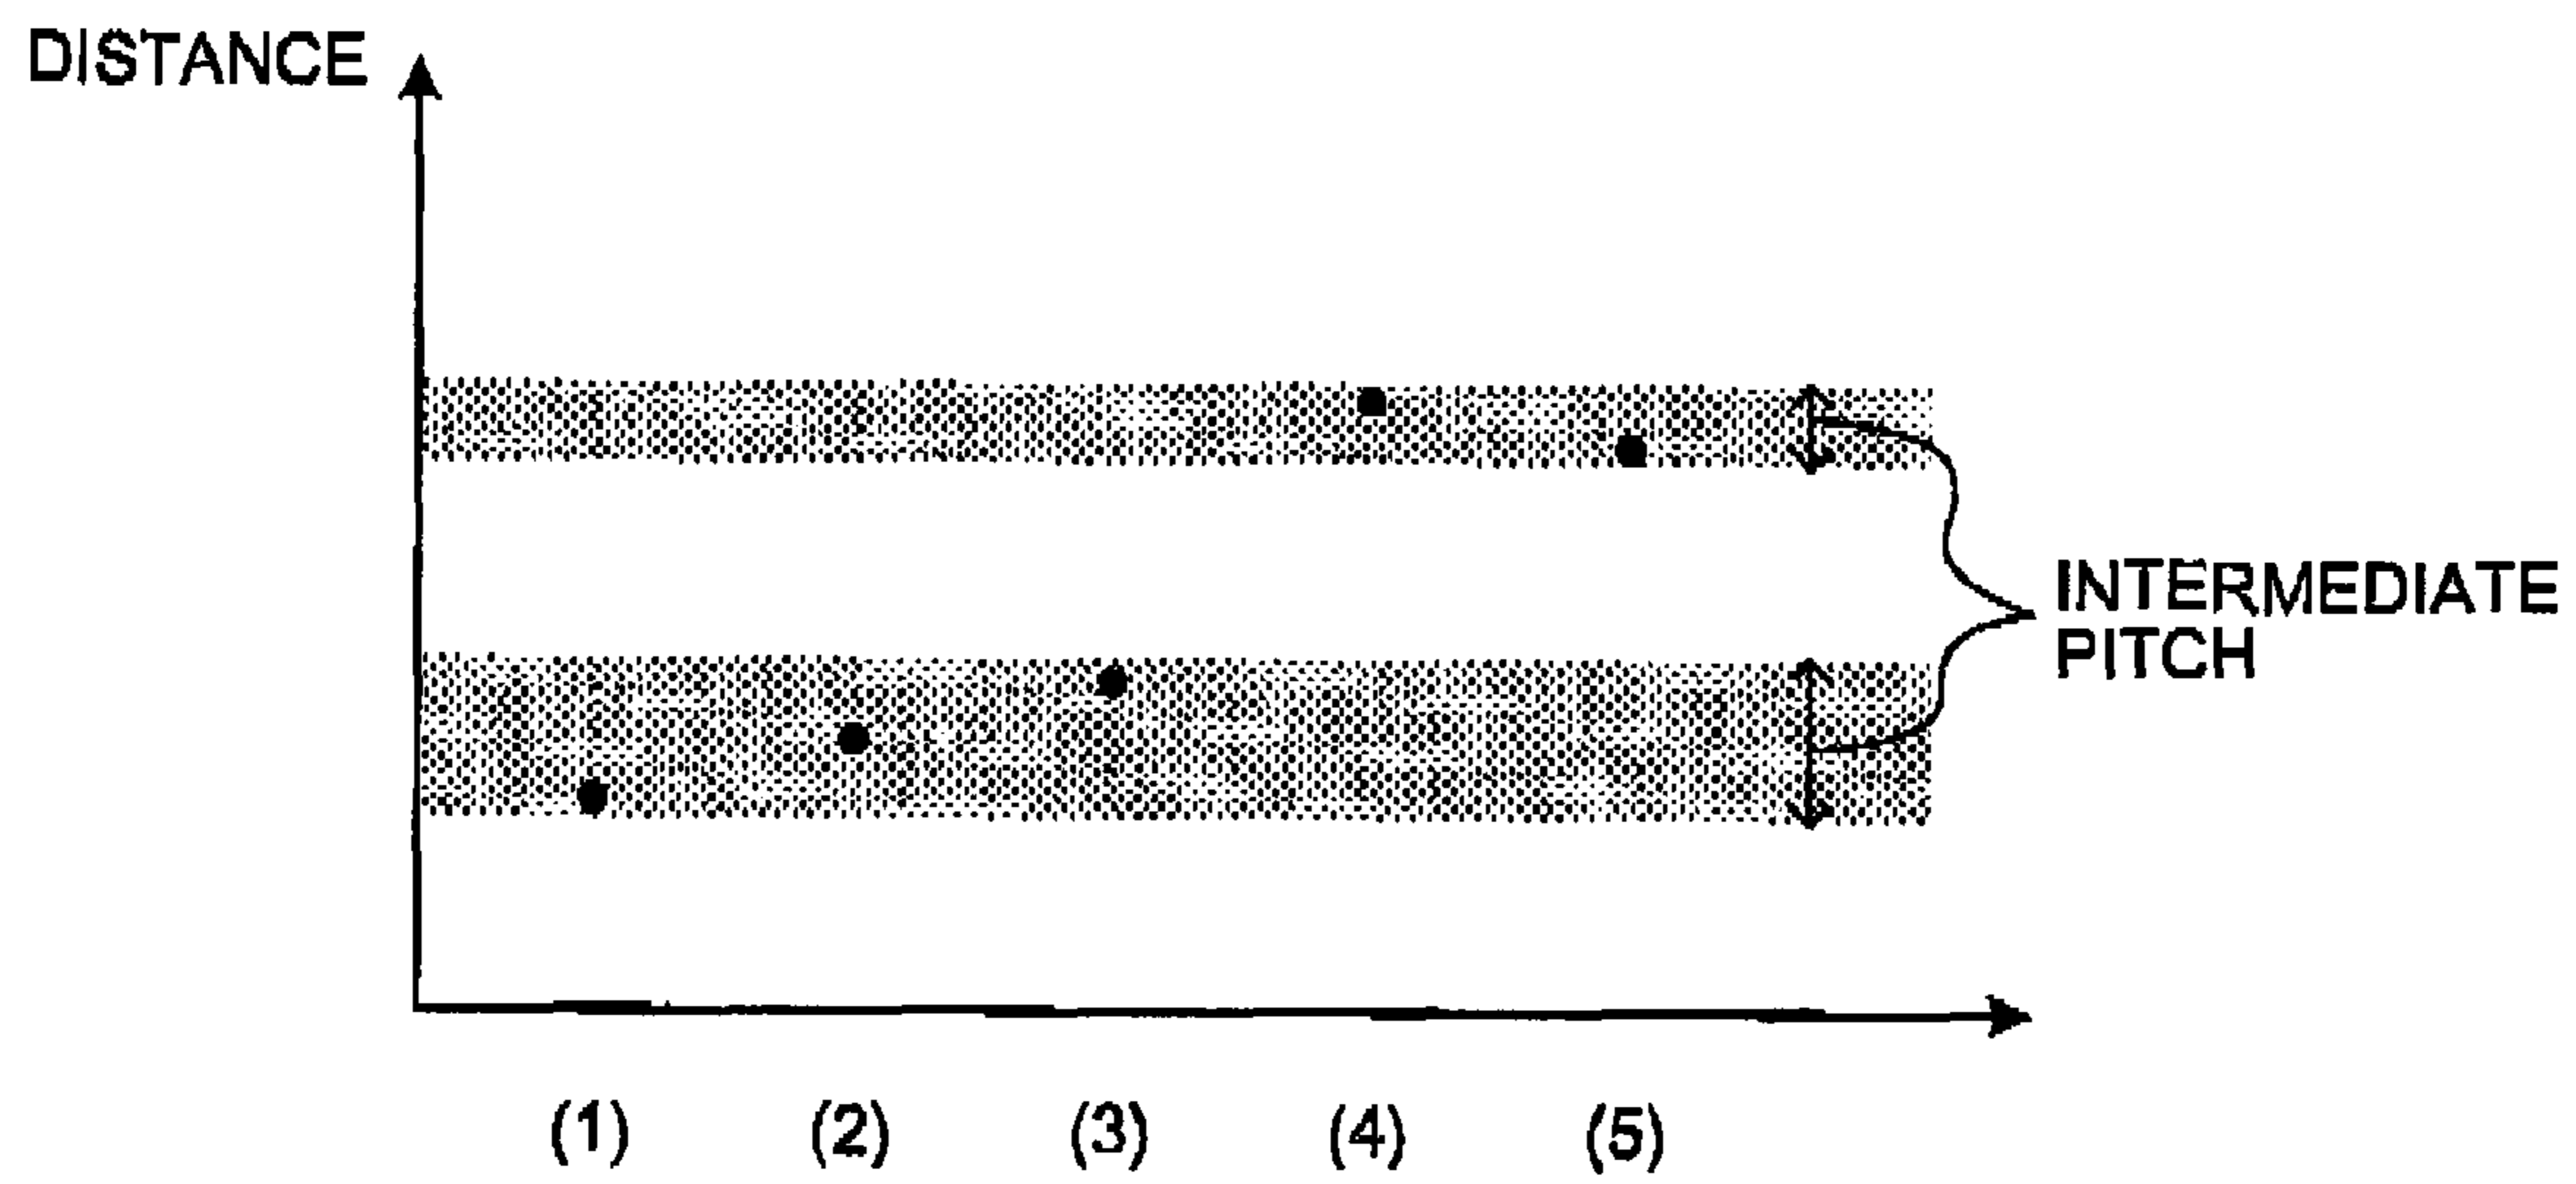 DISTANCE
INTERMEDIATE
PITCH
(1) (2) (3) (4) (5)